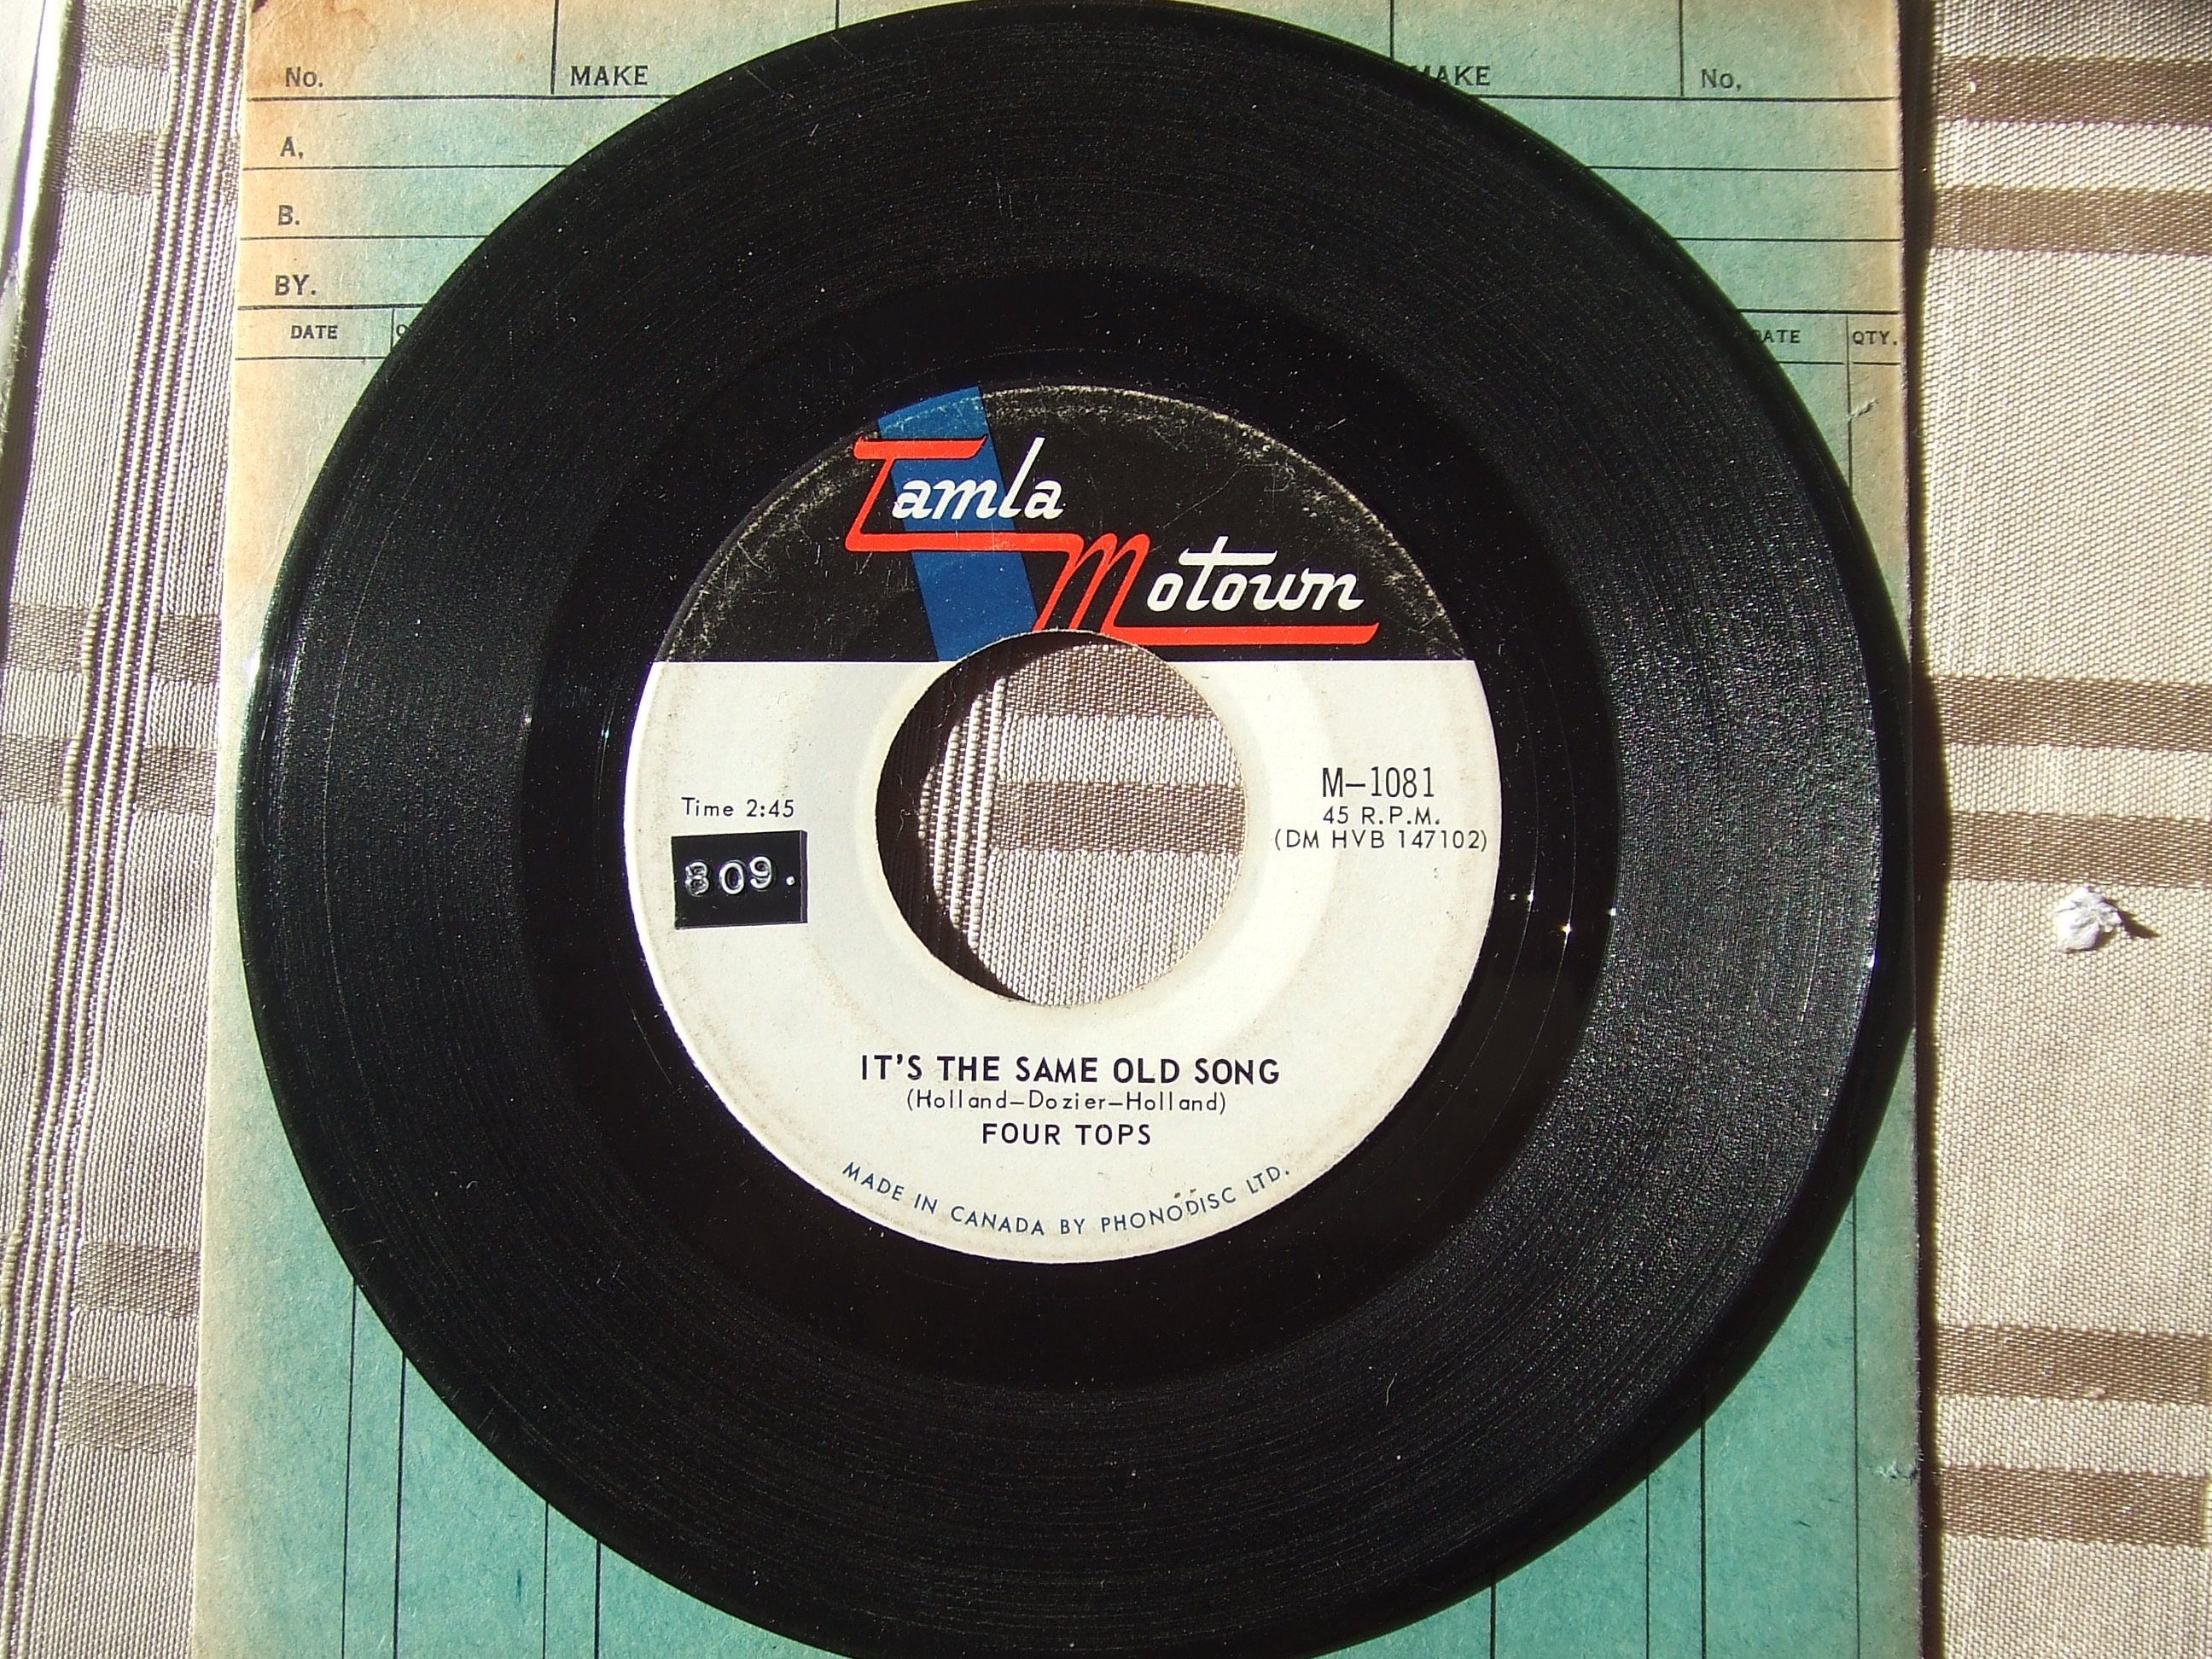 No. MAKE MAKE No.
A.
B.
BY.
DATE DATE QTY.
Tamla
Motown
Time 2:45
809.
M-1081
45 R.P.M.
(DM HVB 147102)
IT'S THE SAME OLD SONG
(Holland-Dozier-Holland)
FOUR TOPS
MADE IN CANADA BY PHONODISC LTD.